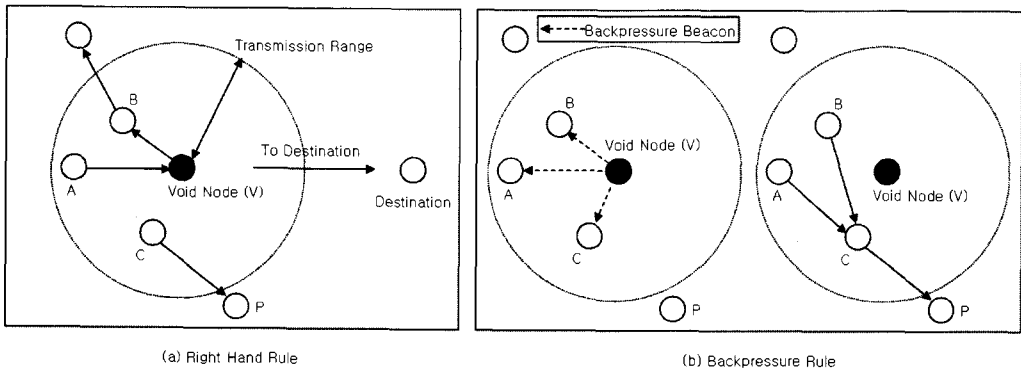 Transmission Range
B
To Destination
A
Void Node (V)
Destination
C
P
(a) Right Hand Rule
Backpressure Beacon
B
Void Node (V)
A
C
P
B
A
Void Node (V)
C
P
(b) Backpressure Rule